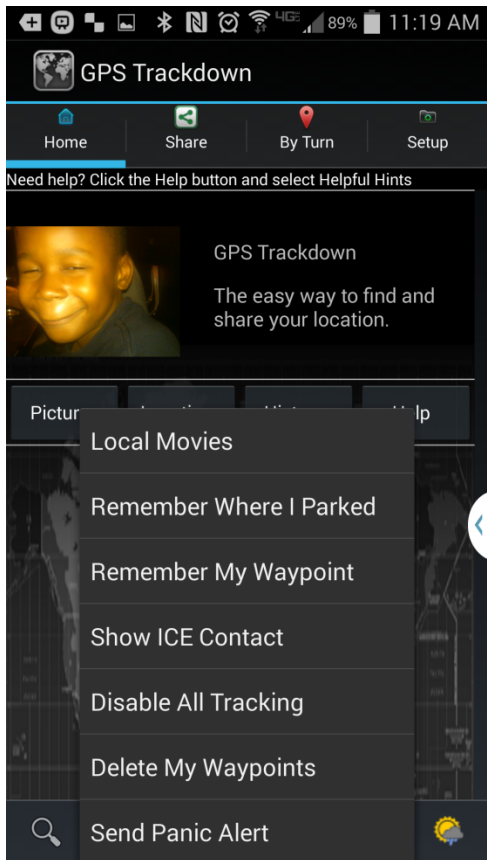 4G 89% 11:19 AM
GPS Trackdown
Home Share By Turn Setup
Need help? Click the Help button and select Helpful Hints
GPS Trackdown
The easy way to find and
share your location.
Local Movies
Remember Where I Parked
Remember My Waypoint
Show ICE Contact
Disable All Tracking
Delete My Waypoints
Send Panic Alert